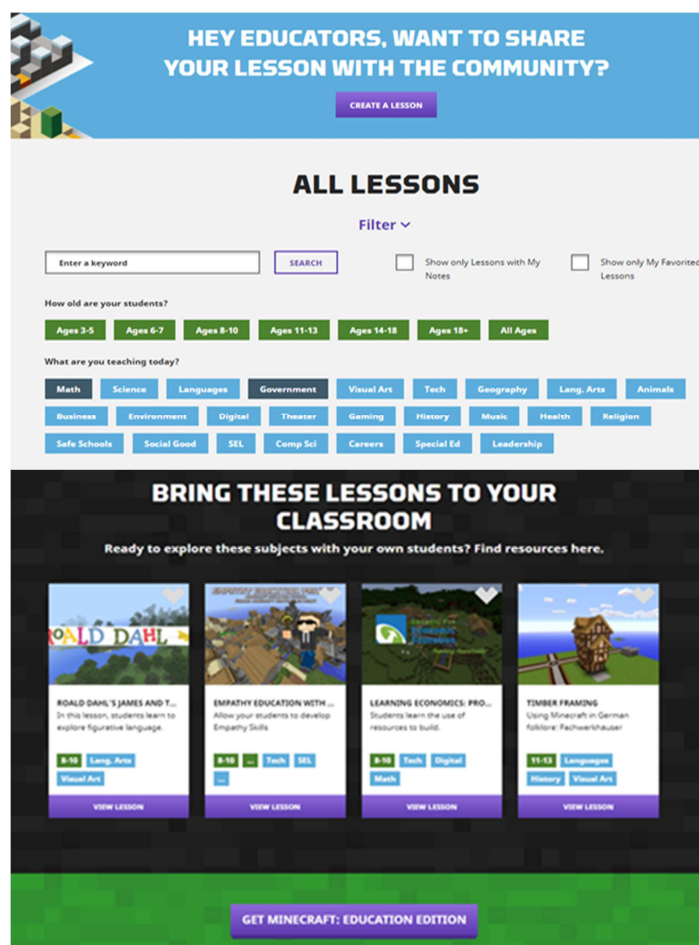 HEY EDUCATORS, WANT TO SHARE
YOUR LESSON WITH THE COMMUNITY?
CREATE A LESSON
ALL LESSONS
Filter
Enter a keyword
SEARCH
Show only Lessons with My
Notes
Show only My Favorited
Lessons
How old are your students?
Ages 3-5 Ages 6-7 Ages 8-10 Ages 11-13 Ages 14-18 Ages 18+ All Ages
What are you teaching today?
Math Science Languages Government Visual Art Tech Geography Lang. Arts Animals
Business Environment Digital Theater Gaming History Music Health Religion
Safe Schools Social Good SEL Comp Sci Careers Special Ed Leadership
BRING THESE LESSONS TO YOUR
CLASSROOM
Ready to explore these subjects with your own students? Find resources here.
ROALD DAHL
ROALD DAHL'S JAMES AND T...
In this lesson, students learn to
explore figurative language.
8-10 Lang. Arts
Visual Art
VIEW LESSON
EMPATHY EDUCATION WITH ...
Allow your students to develop
Empathy Skills
8-10 ... Tech SEL
...
VIEW LESSON
LEARNING ECONOMICS: PRO...
Students learn the use of
resources to build.
8-10 Tech Digital
Math
VIEW LESSON
TIMBER FRAMING
Using Minecraft in German
folklore: Fachwerkhäuser
11-13 Languages
History Visual Art
VIEW LESSON
GET MINECRAFT: EDUCATION EDITION